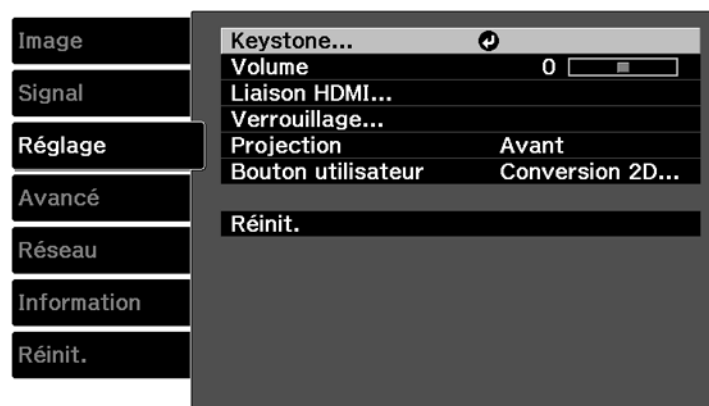 Image
Signal
Réglage
Avancé
Réseau
Information
Réinit.
Keystone...
Volume 0
Liaison HDMI...
Verrouillage...
Projection Avant
Bouton utilisateur Conversion 2D...
Réinit.